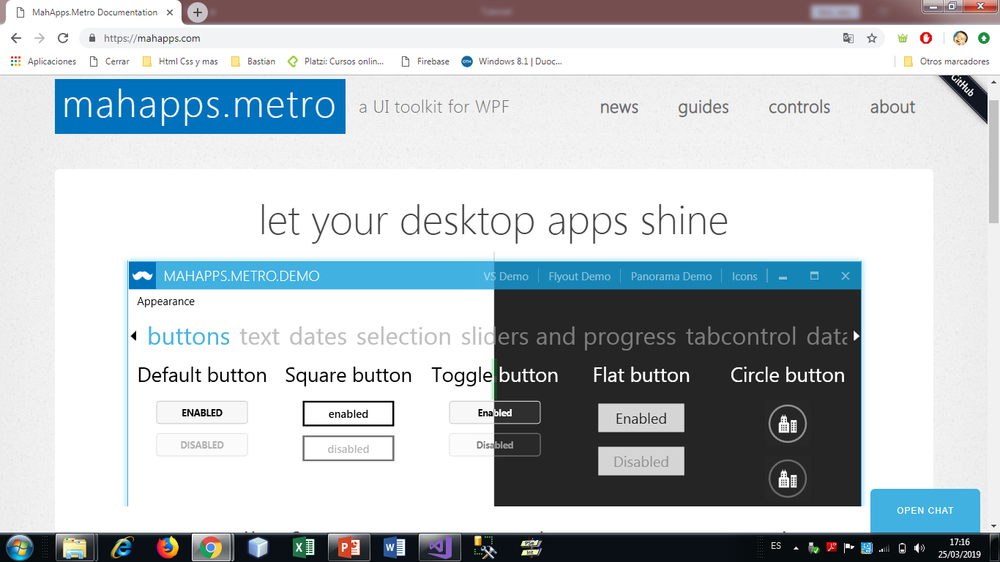 MahApps.Metro Documentation
https://mahapps.com
Aplicaciones
Cerrar
Html Css y mas
Bastian
Platzi: Cursos onlin...
Firebase
OTH
Windows 8.1 | Duoc...
Otros marcadores
mahapps.metro
a UI toolkit for WPF
news
guides
controls
about
GitHub
let your desktop apps shine
MAHAPPS.METRO.DEMO
VS Demo
Flyout Demo
Panorama Demo
Icons
Appearance
buttons text dates selection sliders and progress tabcontrol data
Default button
Square button
Toggle button
Flat button
Circle button
ENABLED
enabled
Enabled
Enabled
DISABLED
disabled
Disabled
Disabled
OPEN CHAT
PSe
Int
ES
17:16
25/03/2019